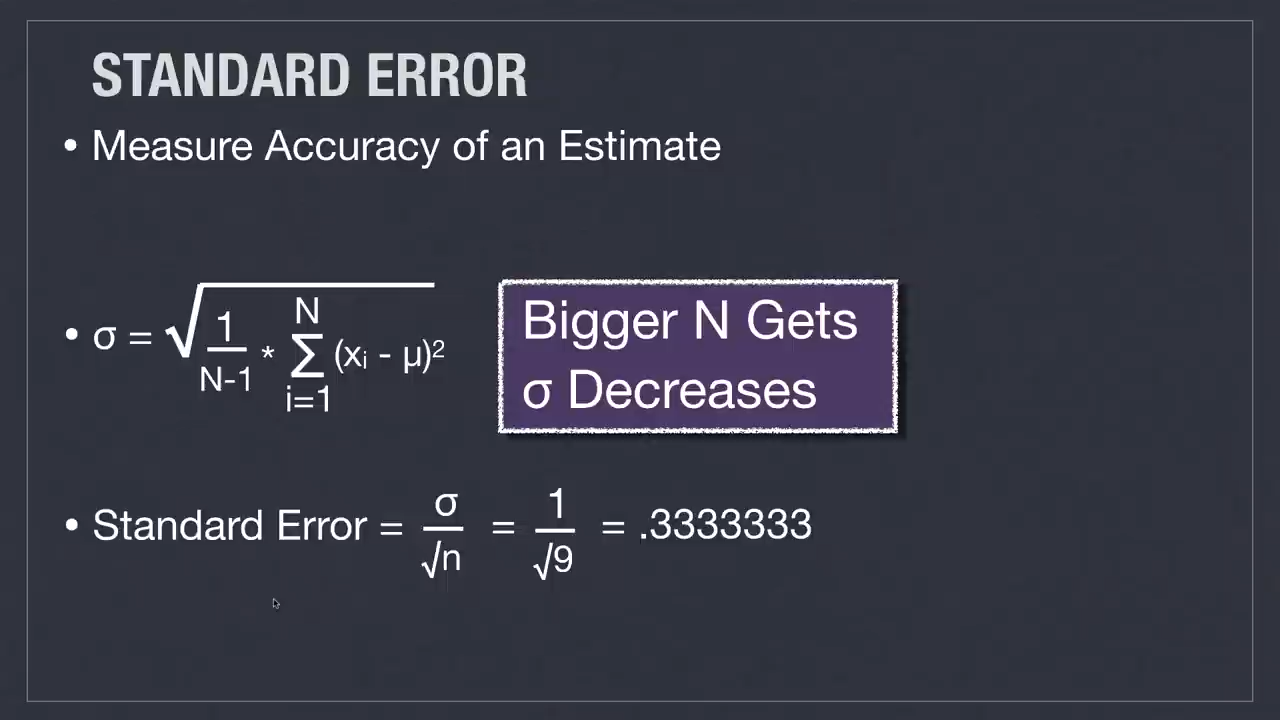 STANDARD ERROR
• Measure Accuracy of an Estimate
• σ = √ 1/N-1 * N Σ i=1 (xᵢ - µ)²
Bigger N Gets
σ Decreases
• Standard Error = σ/√n = 1/√9 = .3333333